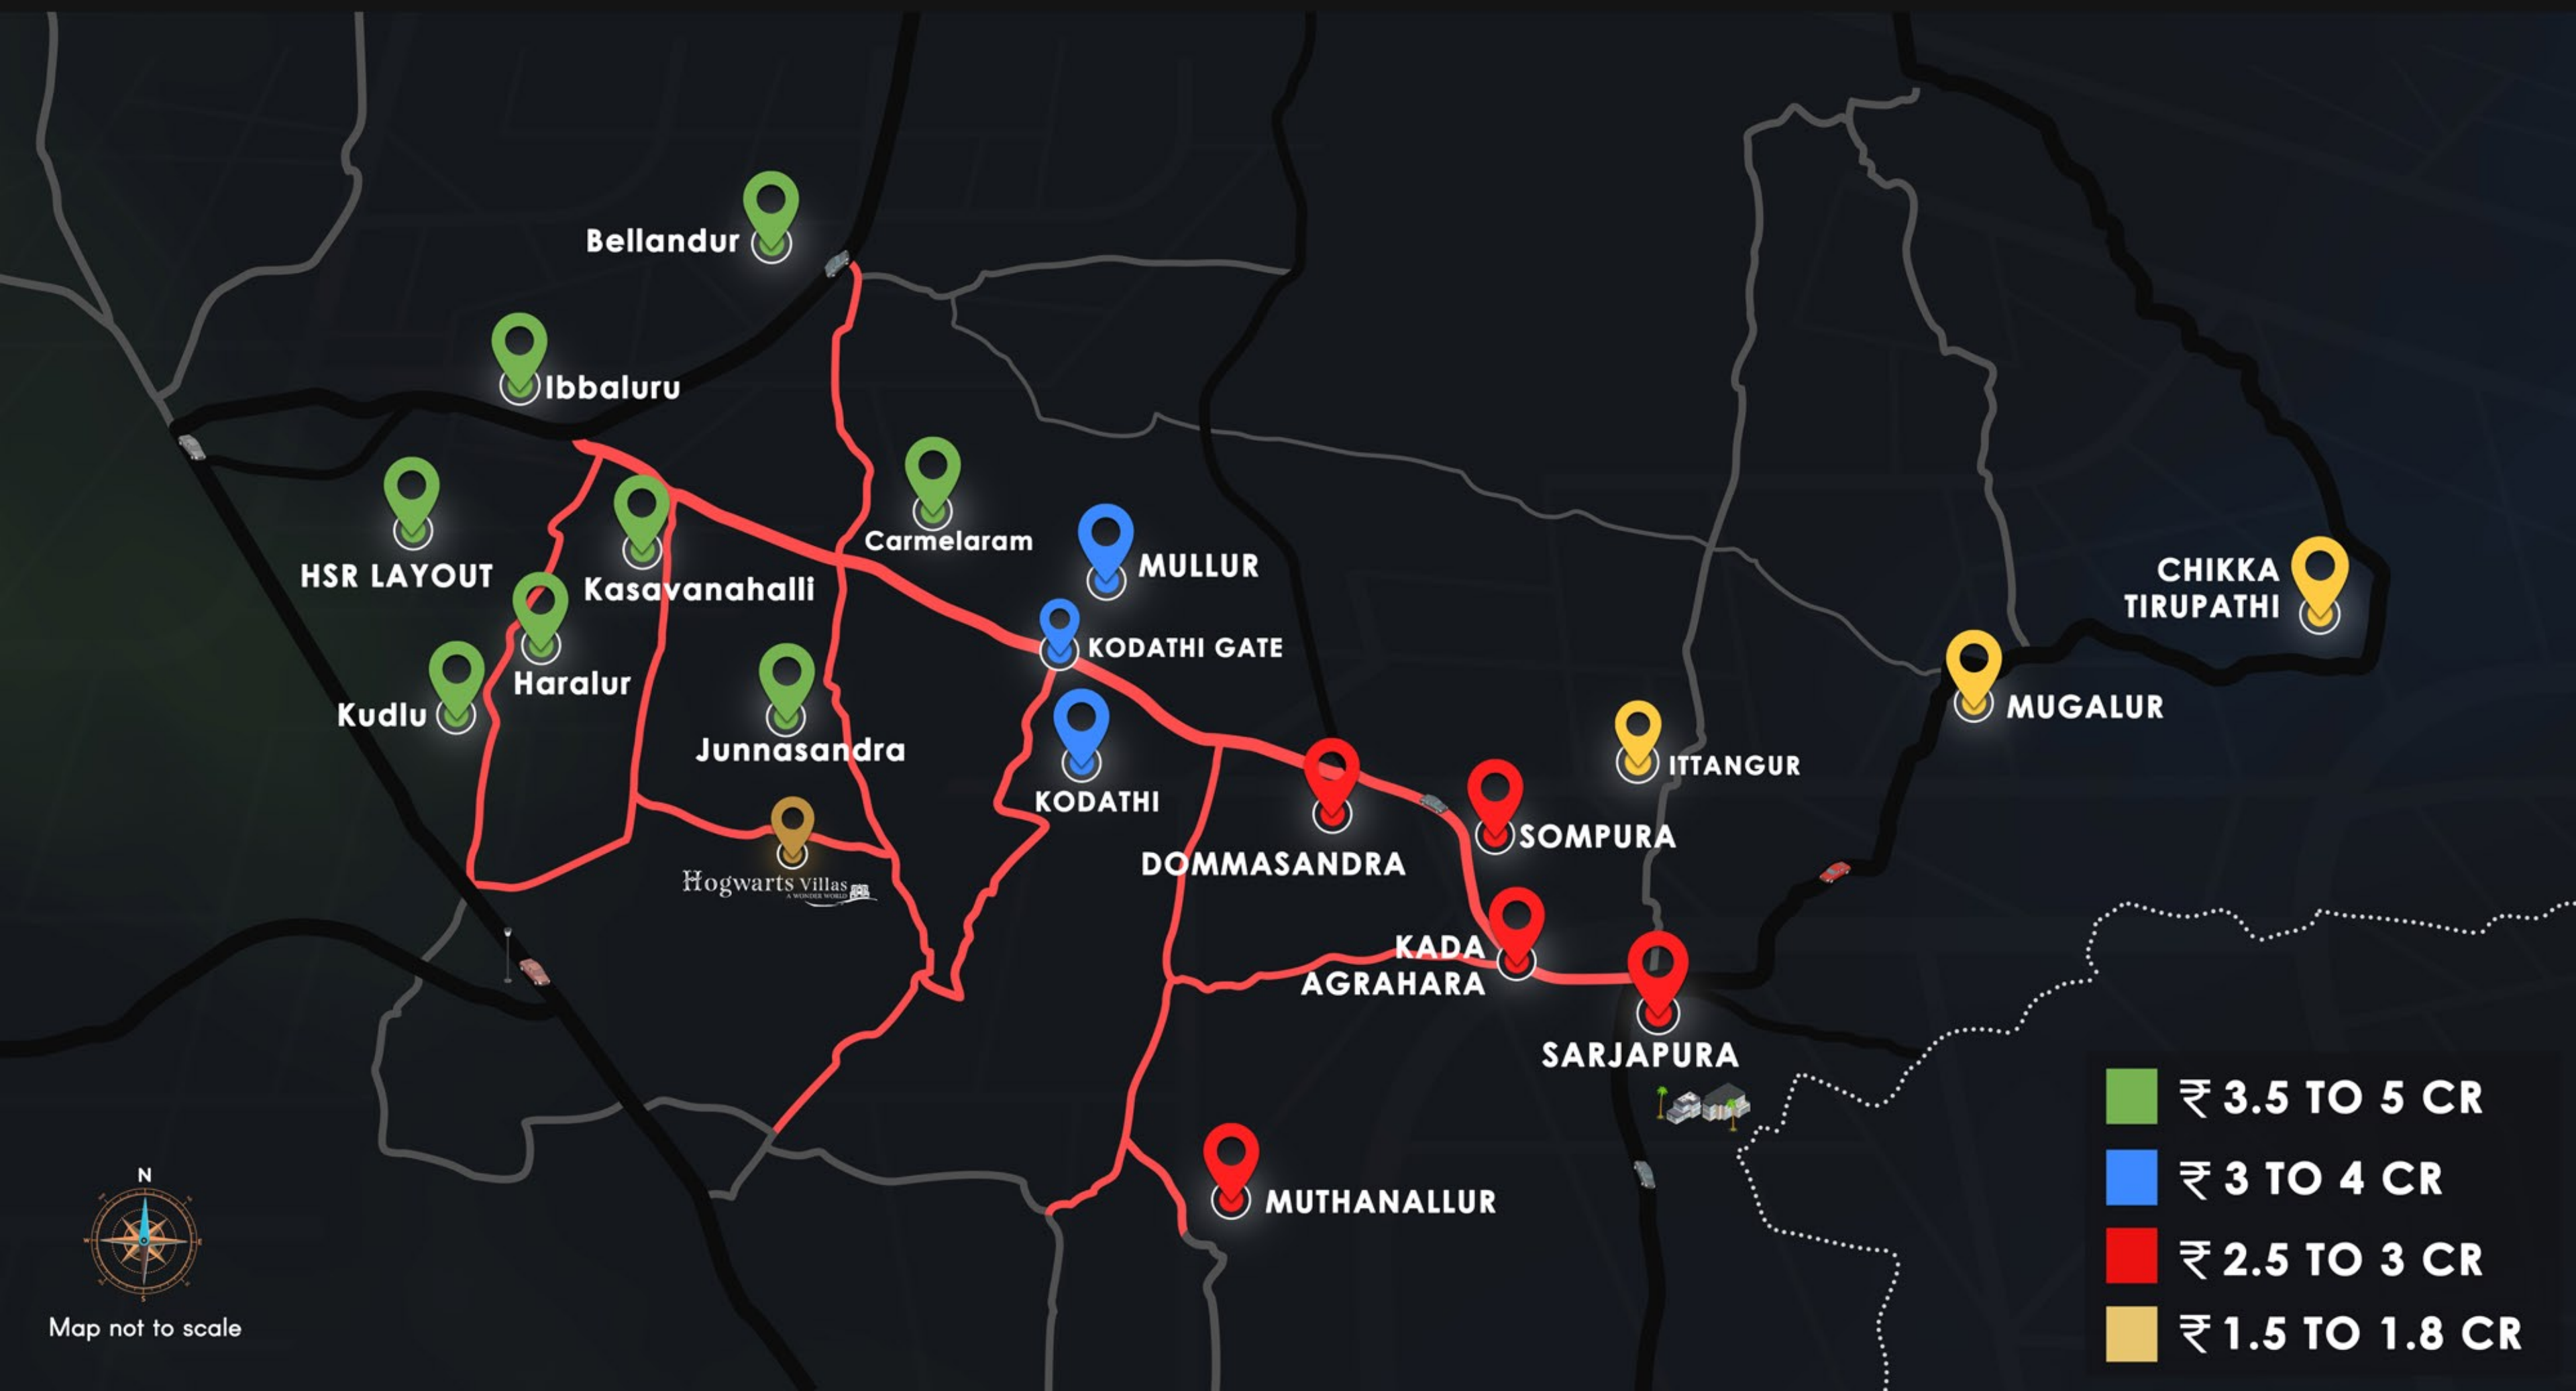 Bellandur
Ibbaluru
HSR LAYOUT
Kasavanahalli
Carmelaram
MULLUR
KODATHI GATE
Haralur
Kudlu
Junnasandra
KODATHI
Hogwarts Villas
A WONDER WORLD
DOMMASANDRA
SOMPURA
ITTANGUR
MUGALUR
CHIKKA
TIRUPATHI
KADA
AGRAHARA
SARJAPURA
MUTHANALLUR
N
W
E
S
Map not to scale
₹ 3.5 TO 5 CR
₹ 3 TO 4 CR
₹ 2.5 TO 3 CR
₹ 1.5 TO 1.8 CR